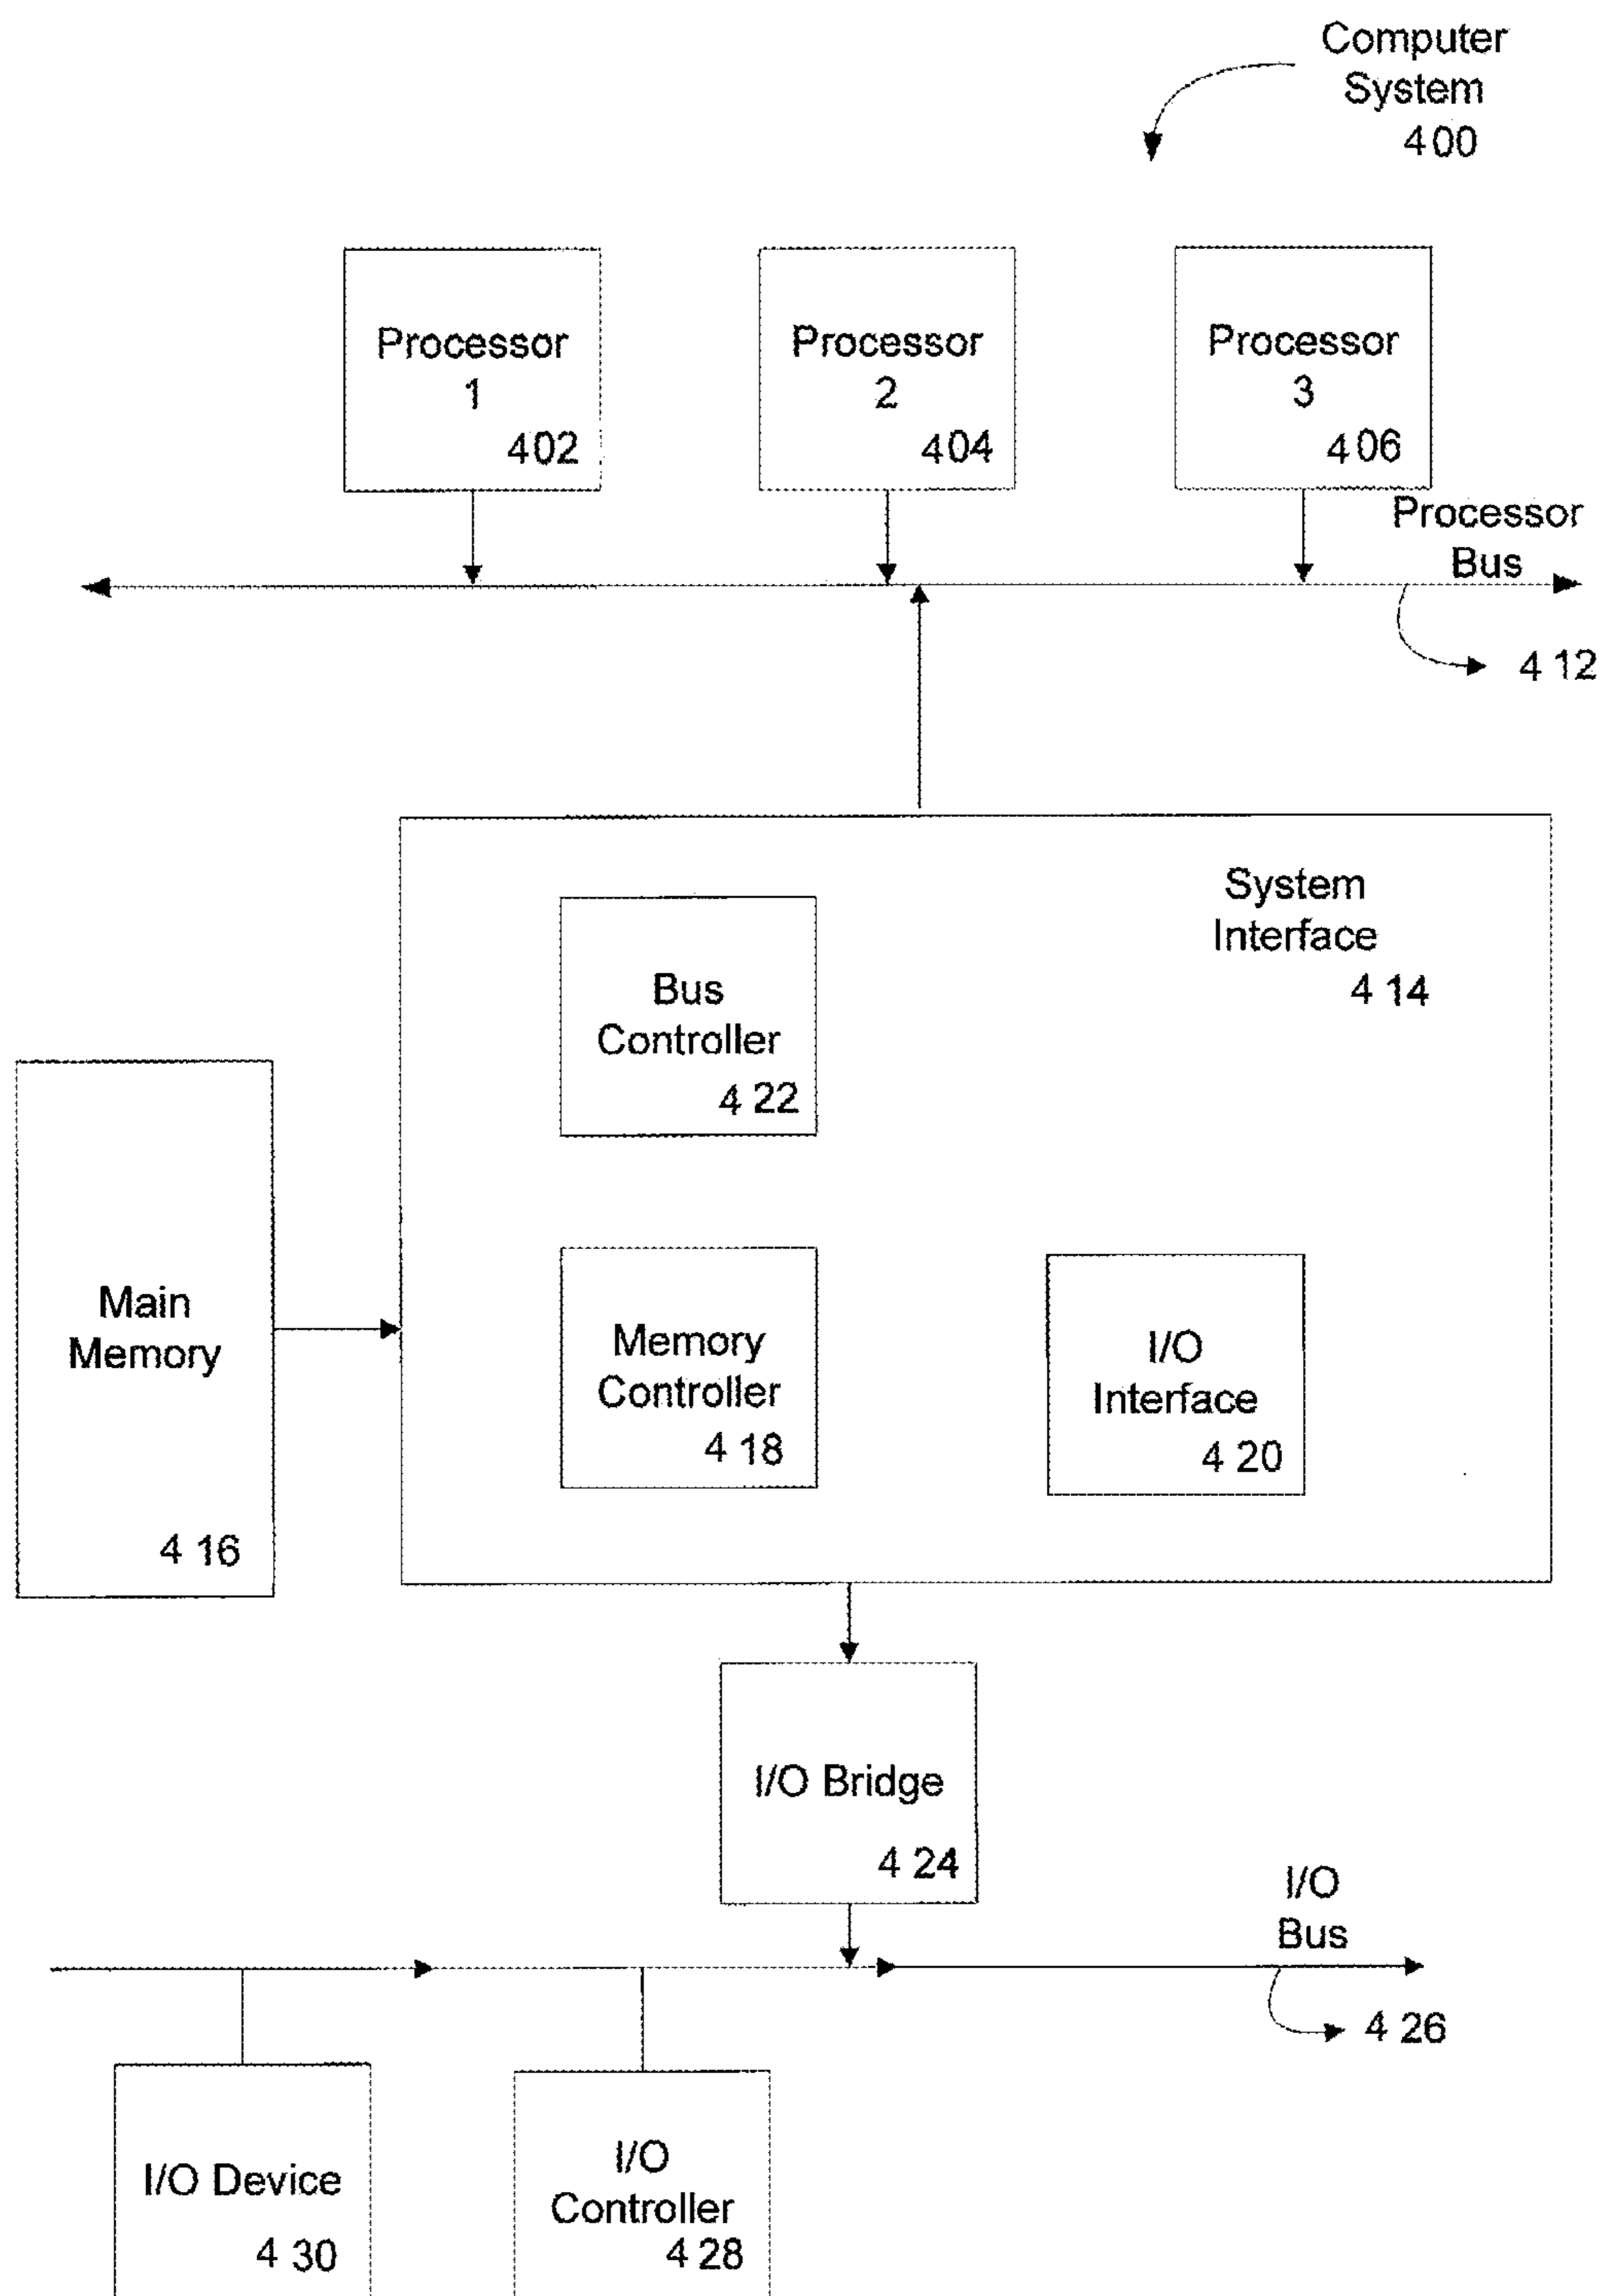 Computer
System
400
Processor
1
402
Processor
2
404
Processor
3
406
Processor
Bus
412
System
Interface
414
Bus
Controller
422
Main
Memory
416
Memory
Controller
418
I/O
Interface
420
I/O Bridge
424
I/O
Bus
426
I/O Device
430
I/O
Controller
428